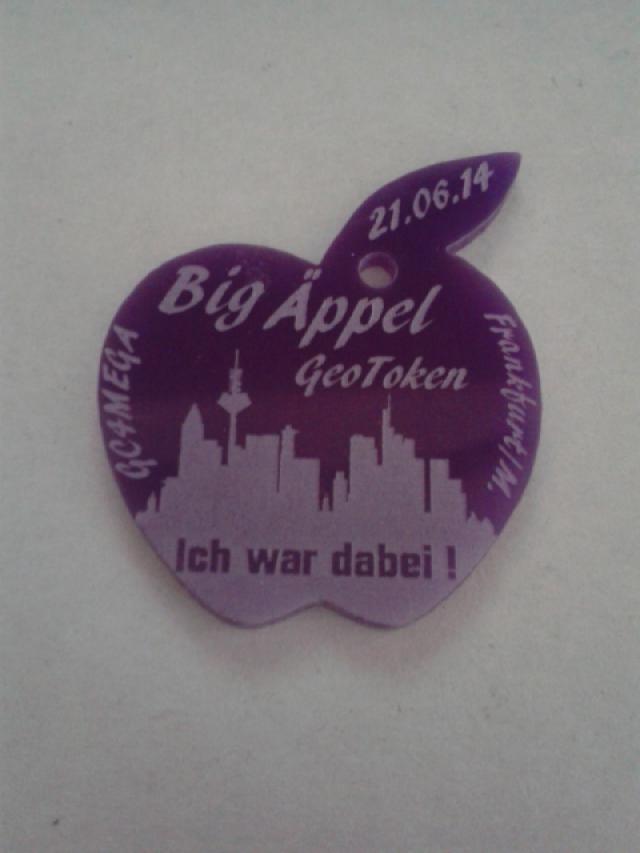 21.06.14
Big Äppel
GeoToken
GC4MEGA
Frankfurt/M.
Ich war dabei !